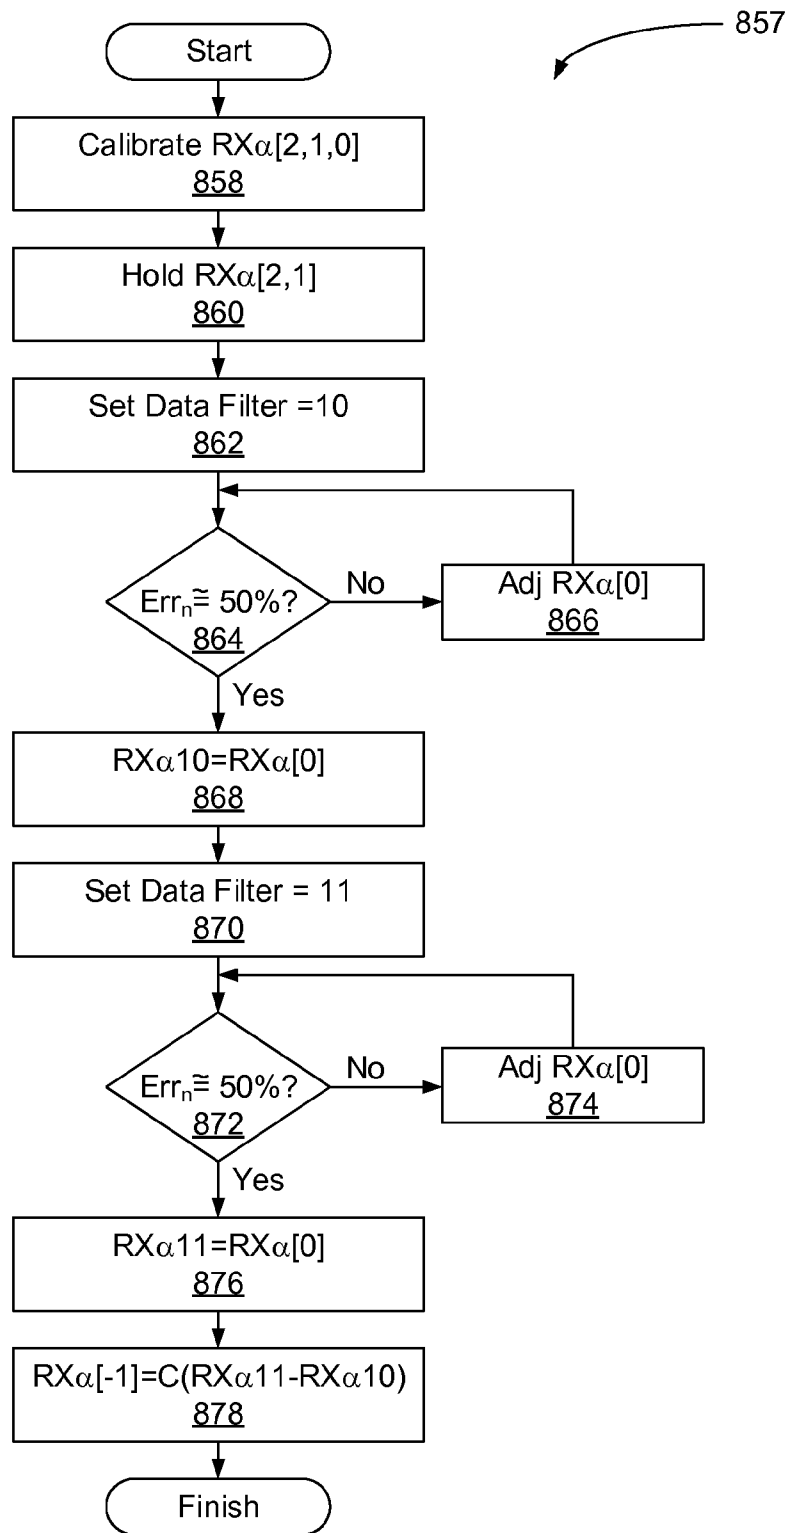 857
Start
Calibrate RXα[2,1,0]
858
Hold RXα[2,1]
860
Set Data Filter =10
862
Errn≅ 50%?
864
No
Adj RXα[0]
866
Yes
RXα10=RXα[0]
868
Set Data Filter = 11
870
Errn≅ 50%?
872
No
Adj RXα[0]
874
Yes
RXα11=RXα[0]
876
RXα[-1]=C(RXα11-RXα10)
878
Finish